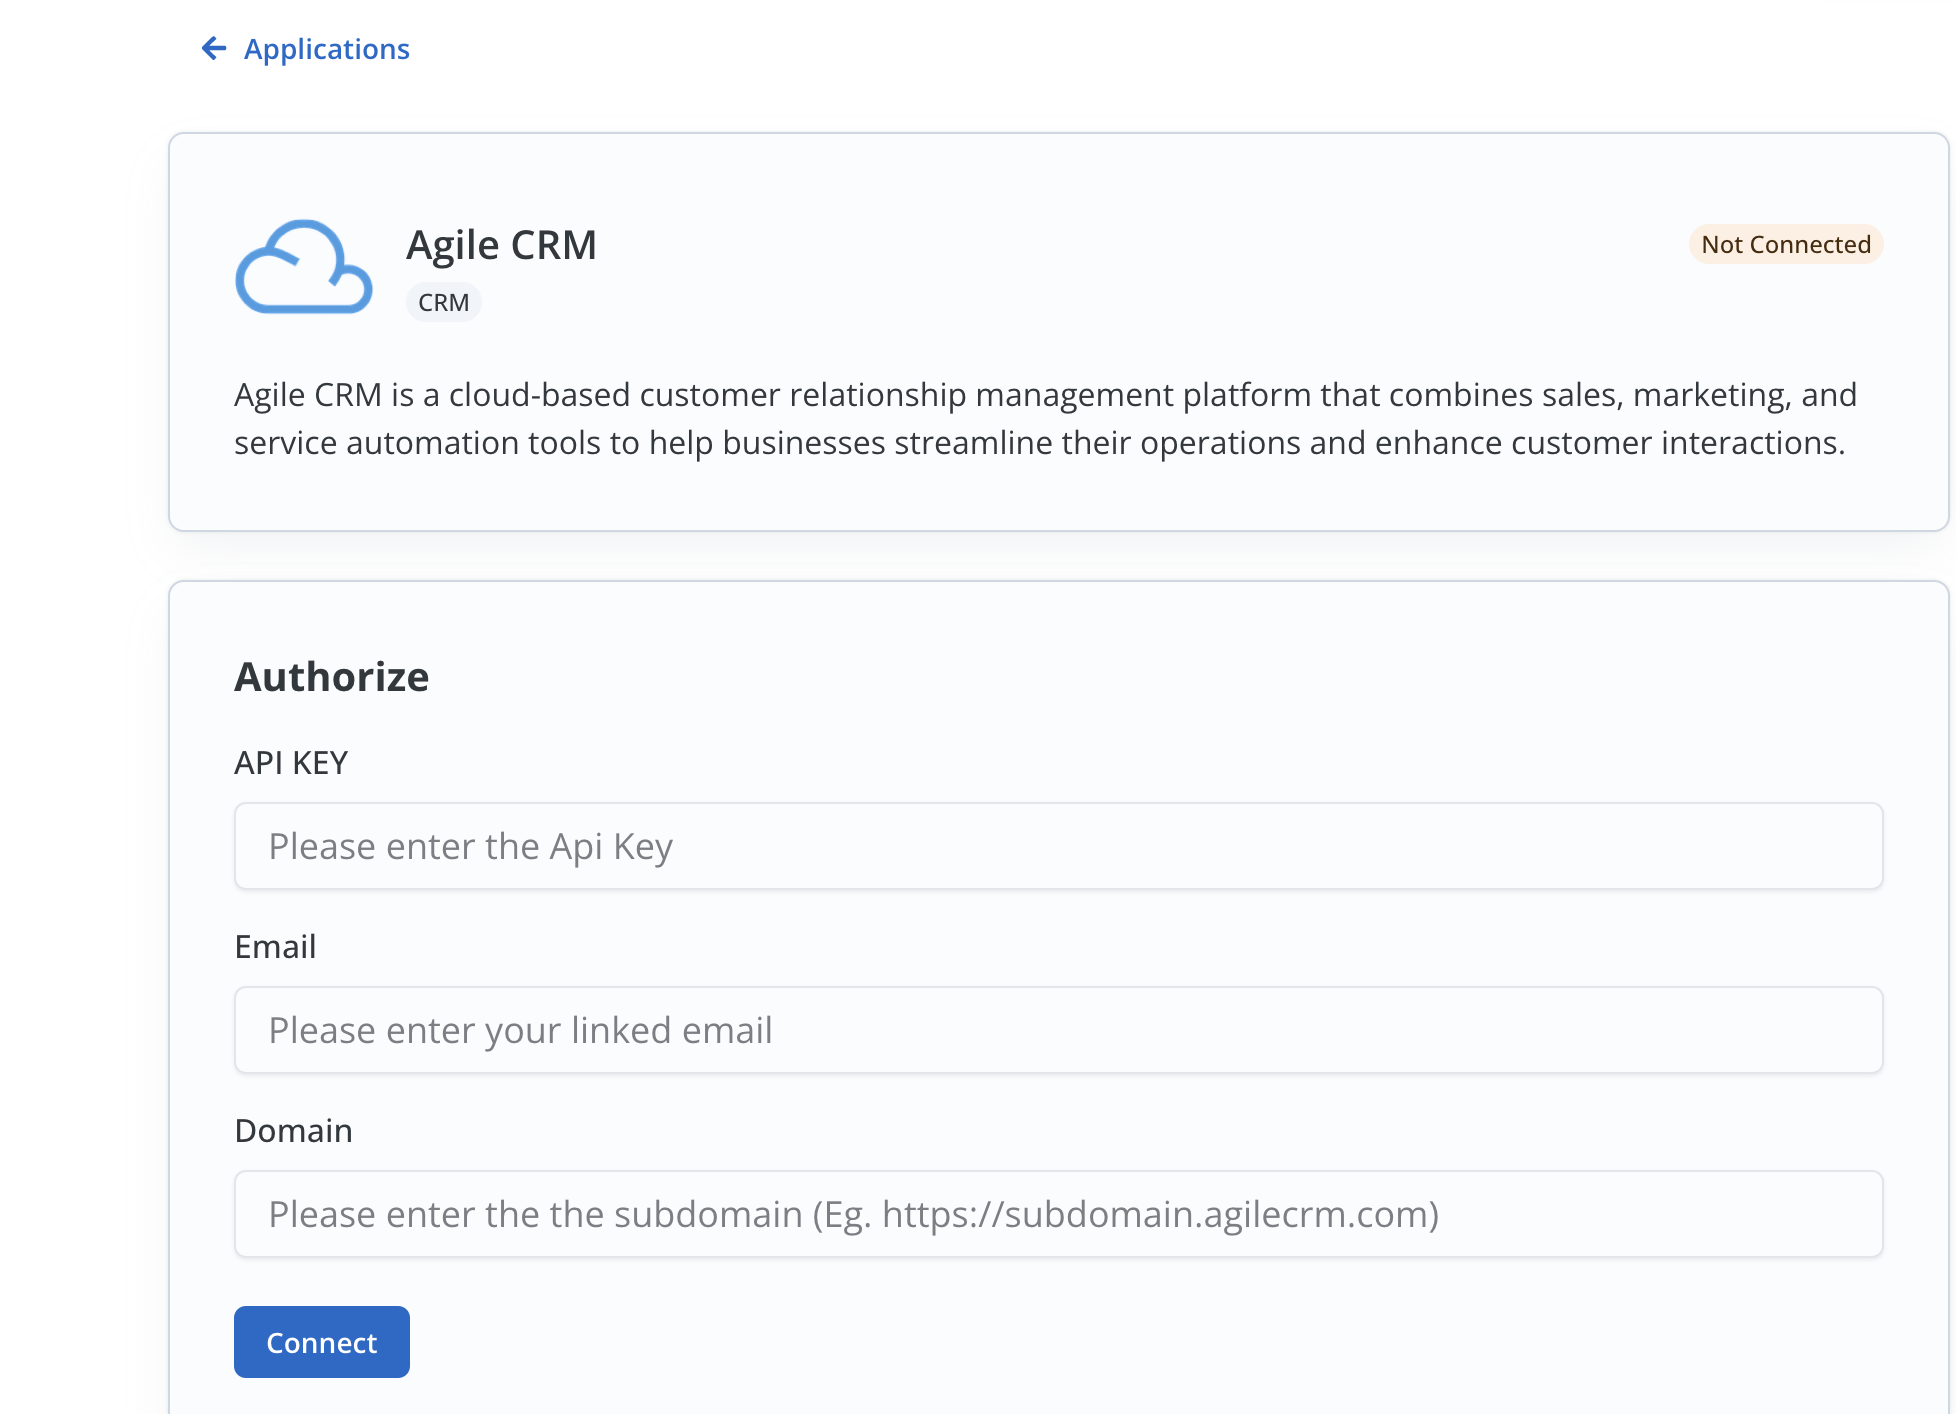 Applications
Agile CRM
Not Connected
CRM
Agile CRM is a cloud-based customer relationship management platform that combines sales, marketing, and
service automation tools to help businesses streamline their operations and enhance customer interactions.
Authorize
API KEY
Please enter the Api Key
Email
Please enter your linked email
Domain
Please enter the the subdomain (Eg. https://subdomain.agilecrm.com)
Connect